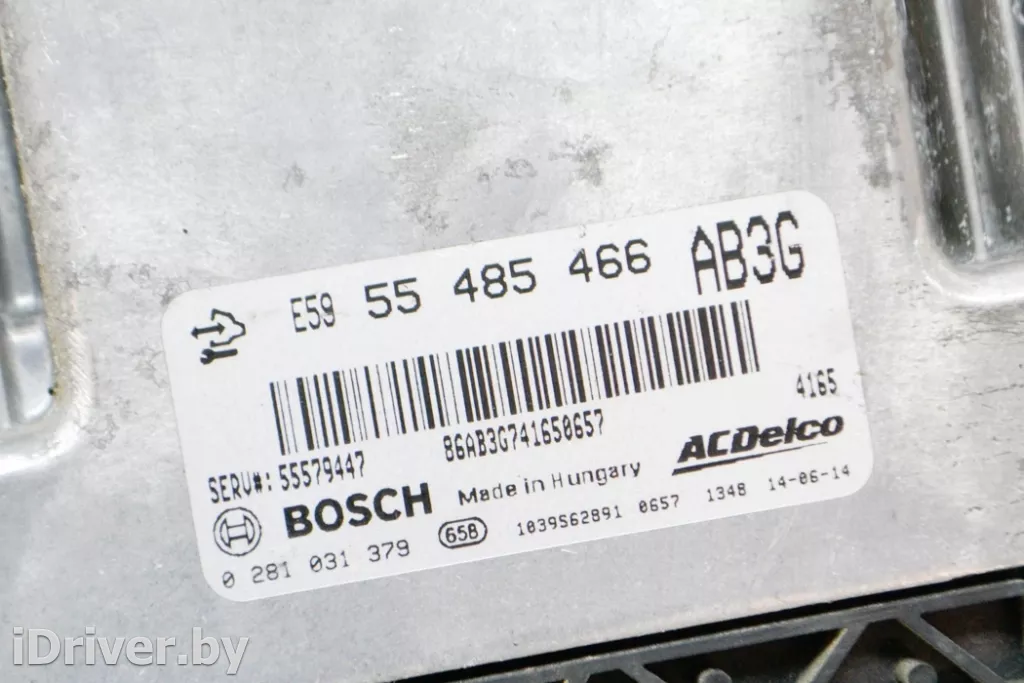 E59 55 485 466 AB3G
4165
86AB3G741650657
SERV#: 55579447
ACDelco
BOSCH Made in Hungary
0 281 031 379 658 1039S62891 0657 1348 14-06-14
iDriver.by